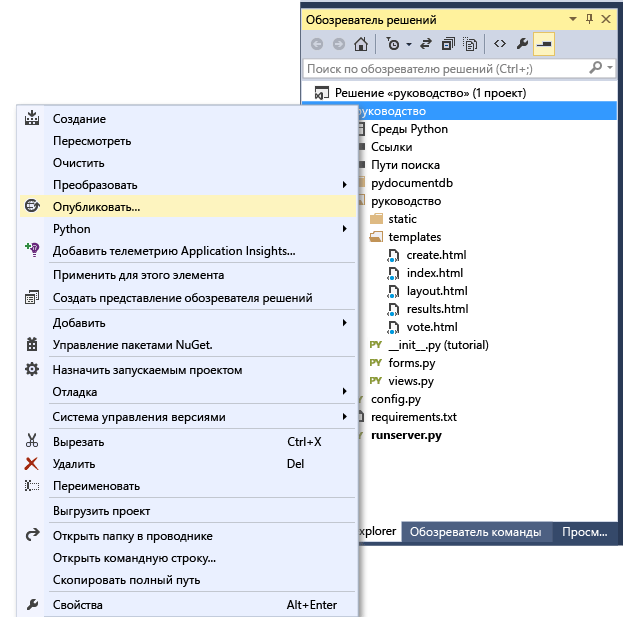 Обозреватель решений
Поиск по обозревателю решений (Ctrl+;)
Решение «руководство» (1 проект)
руководство
Среды Python
Ссылки
Пути поиска
pydocumentdb
руководство
static
templates
create.html
index.html
layout.html
results.html
vote.html
PY __init__.py (tutorial)
PY forms.py
PY views.py
config.py
requirements.txt
runserver.py
xplorer
Обозреватель команды
Просм...
Создание
Пересмотреть
Очистить
Преобразовать
Опубликовать...
Python
Добавить телеметрию Application Insights...
Применить для этого элемента
Создать представление обозревателя решений
Добавить
Управление пакетами NuGet.
Назначить запускаемым проектом
Отладка
Система управления версиями
Вырезать Ctrl+X
Удалить Del
Переименовать
Выгрузить проект
Открыть папку в проводнике
Открыть командную строку...
Скопировать полный путь
Свойства Alt+Enter